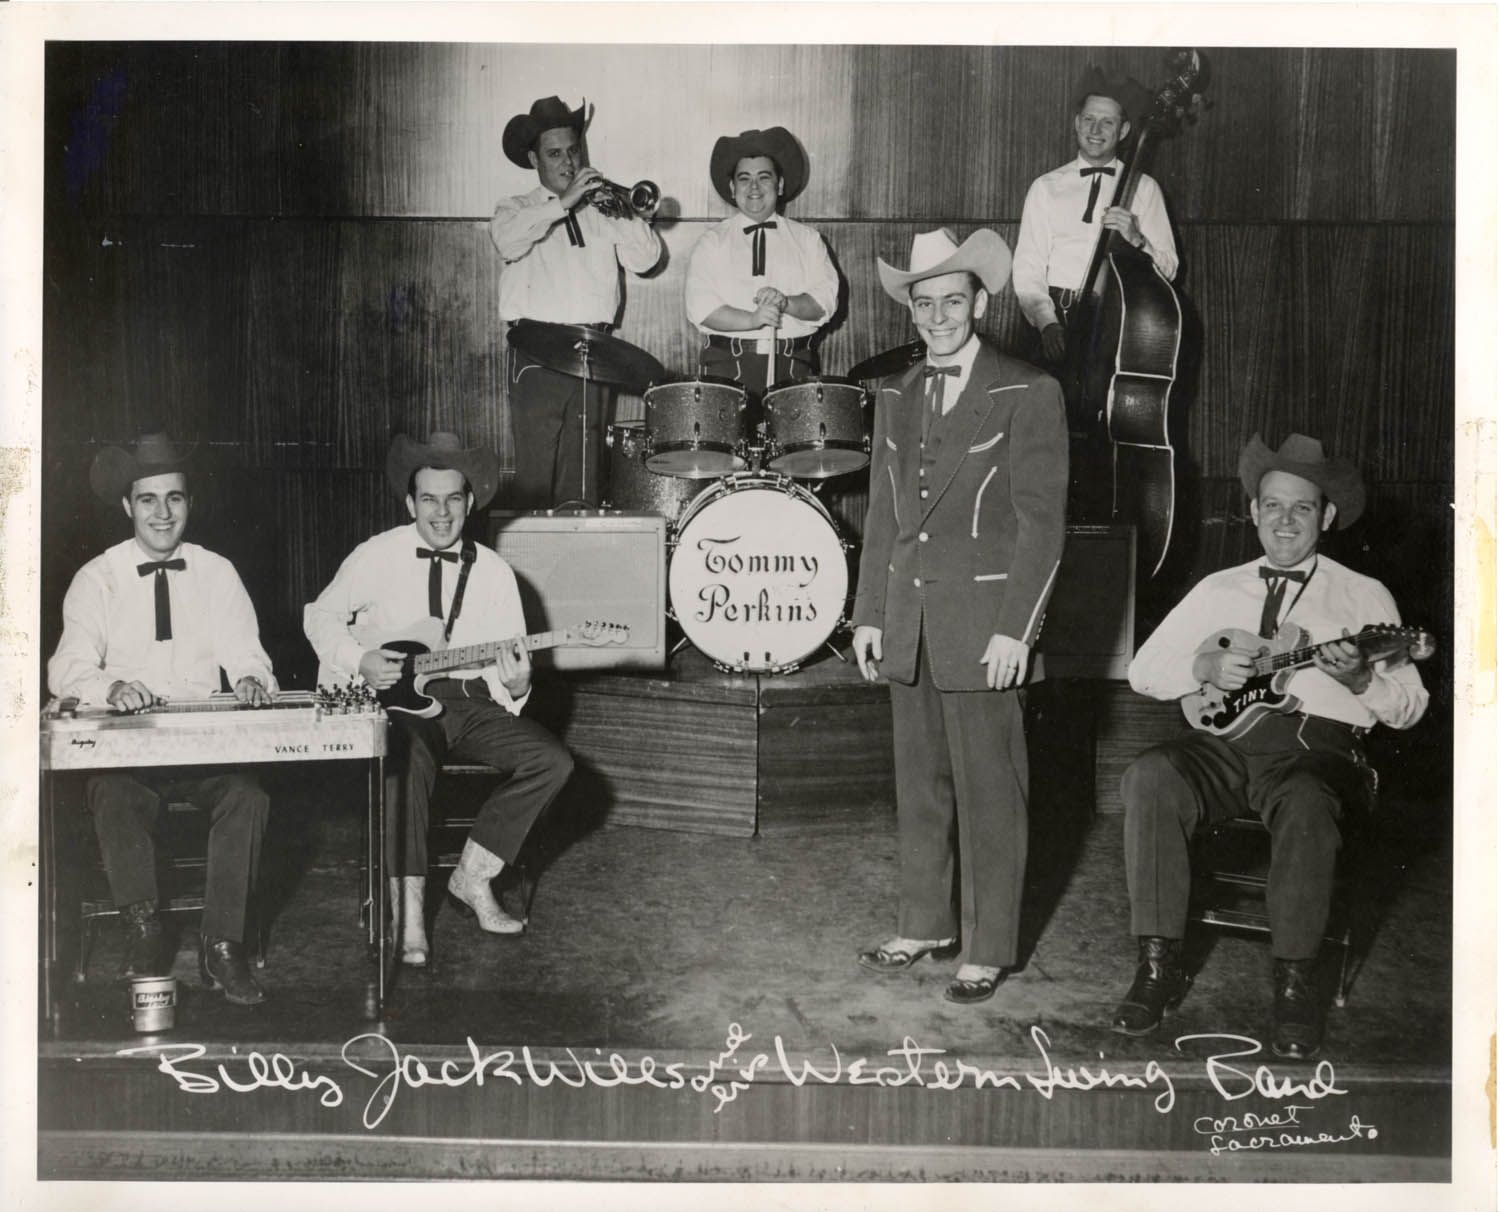 Tommy
Perkins
TINY
Bigsby
VANCE TERRY
Bigsby
Billy Jack Wills and his Western Swing Band
Coronet
Sacramento